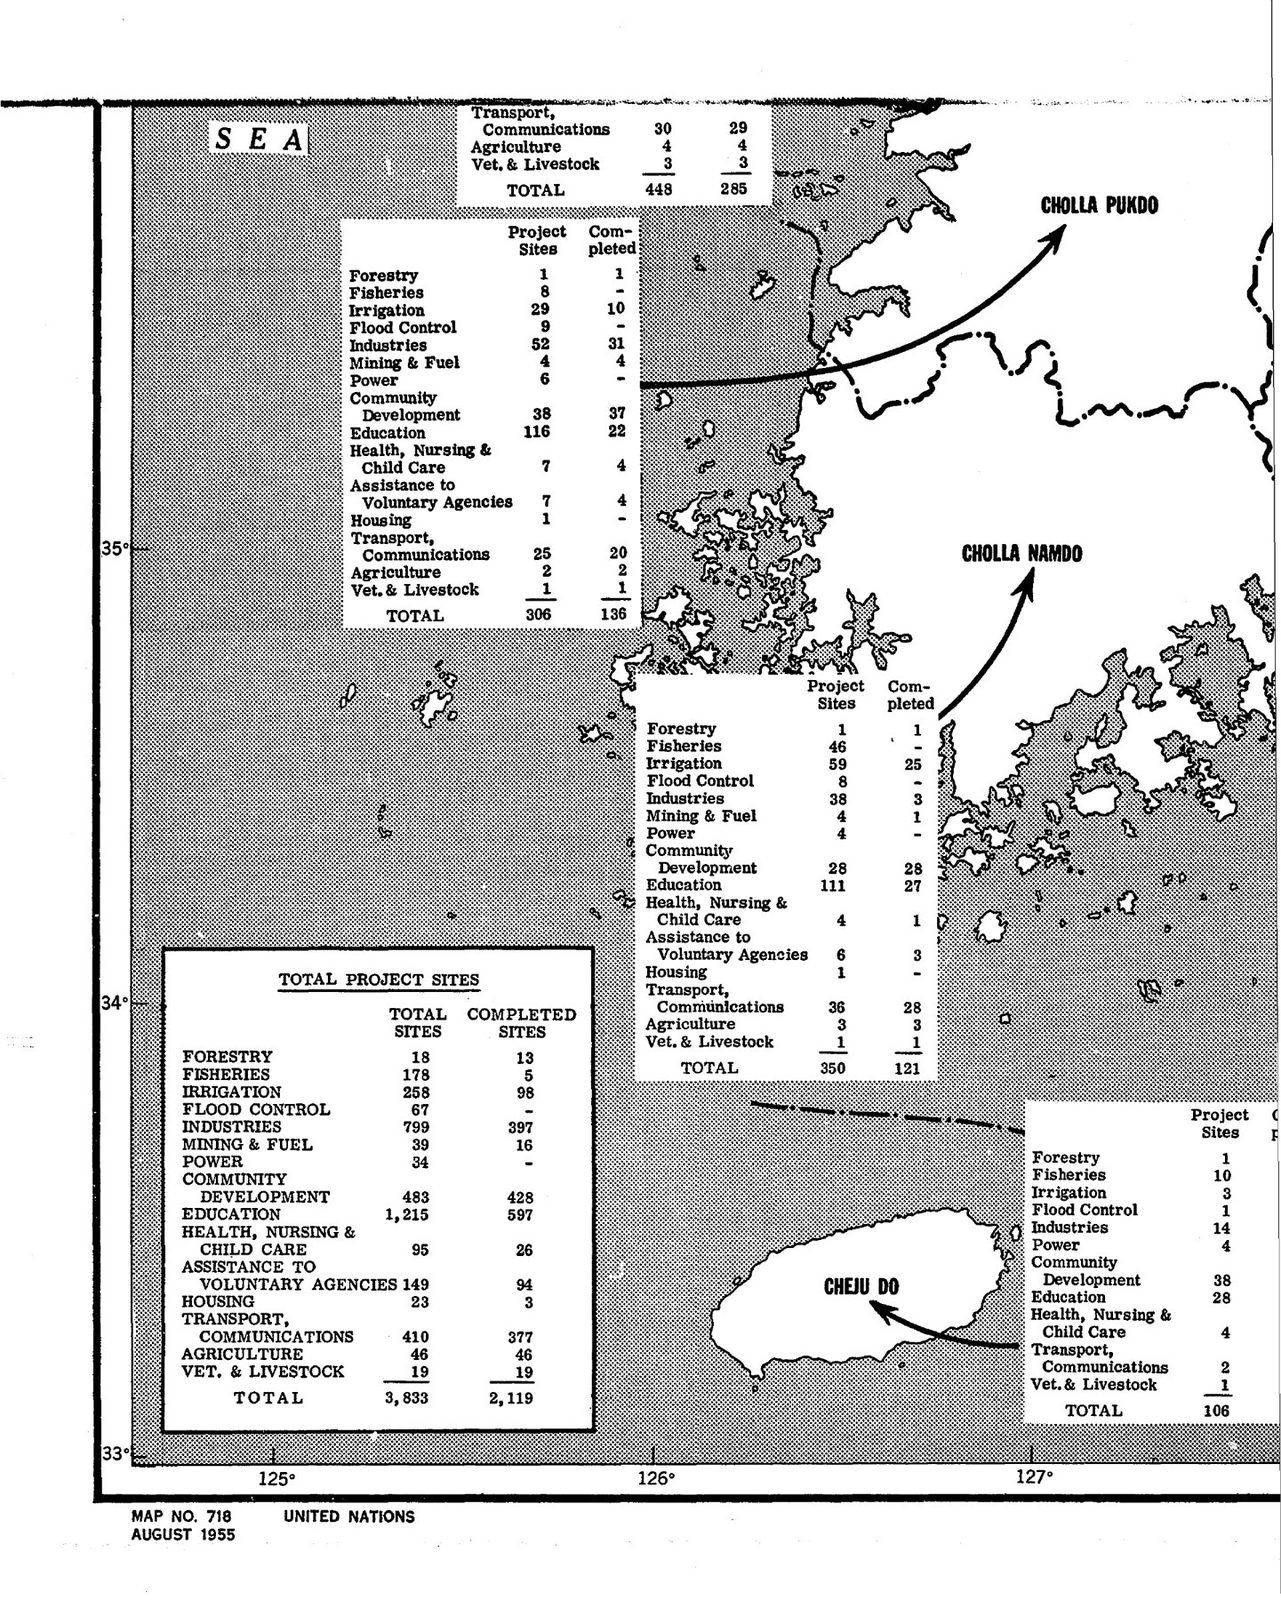 SEA
Transport,
Communications 30 29
Agriculture 4 4
Vet. & Livestock 3 3
TOTAL 448 285
CHOLLA PUKDO
Project Com-
Sites pleted
Forestry 1 1
Fisheries 8 -
Irrigation 29 10
Flood Control 9 -
Industries 52 31
Mining & Fuel 4 4
Power 6 -
Community
Development 38 37
Education 116 22
Health, Nursing &
Child Care 7 4
Assistance to
Voluntary Agencies 7 4
Housing 1 -
Transport,
Communications 25 20
Agriculture 2 2
Vet. & Livestock 1 1
TOTAL 306 136
35°
CHOLLA NAMDO
Project Com-
Sites pleted
Forestry 1 1
Fisheries 46 -
Irrigation 59 25
Flood Control 8 -
Industries 38 3
Mining & Fuel 4 1
Power 4 -
Community
Development 28 28
Education 111 27
Health, Nursing &
Child Care 4 1
Assistance to
Voluntary Agencies 6 3
Housing 1 -
Transport,
Communications 36 28
Agriculture 3 3
Vet. & Livestock 1 1
TOTAL 350 121
34°
TOTAL PROJECT SITES
TOTAL COMPLETED
SITES SITES
FORESTRY 18 13
FISHERIES 178 5
IRRIGATION 258 98
FLOOD CONTROL 67 -
INDUSTRIES 799 397
MINING & FUEL 39 16
POWER 34 -
COMMUNITY
DEVELOPMENT 483 428
EDUCATION 1,215 597
HEALTH, NURSING &
CHILD CARE 95 26
ASSISTANCE TO
VOLUNTARY AGENCIES 149 94
HOUSING 23 3
TRANSPORT,
COMMUNICATIONS 410 377
AGRICULTURE 46 46
VET. & LIVESTOCK 19 19
TOTAL 3,833 2,119
Project
Sites
Forestry 1
Fisheries 10
Irrigation 3
Flood Control 1
Industries 14
Power 4
Community
Development 38
Education 28
Health, Nursing &
Child Care 4
Transport,
Communications 2
Vet. & Livestock 1
TOTAL 106
CHEJU DO
33°
125° 126° 127°
MAP NO. 718 UNITED NATIONS
AUGUST 1955